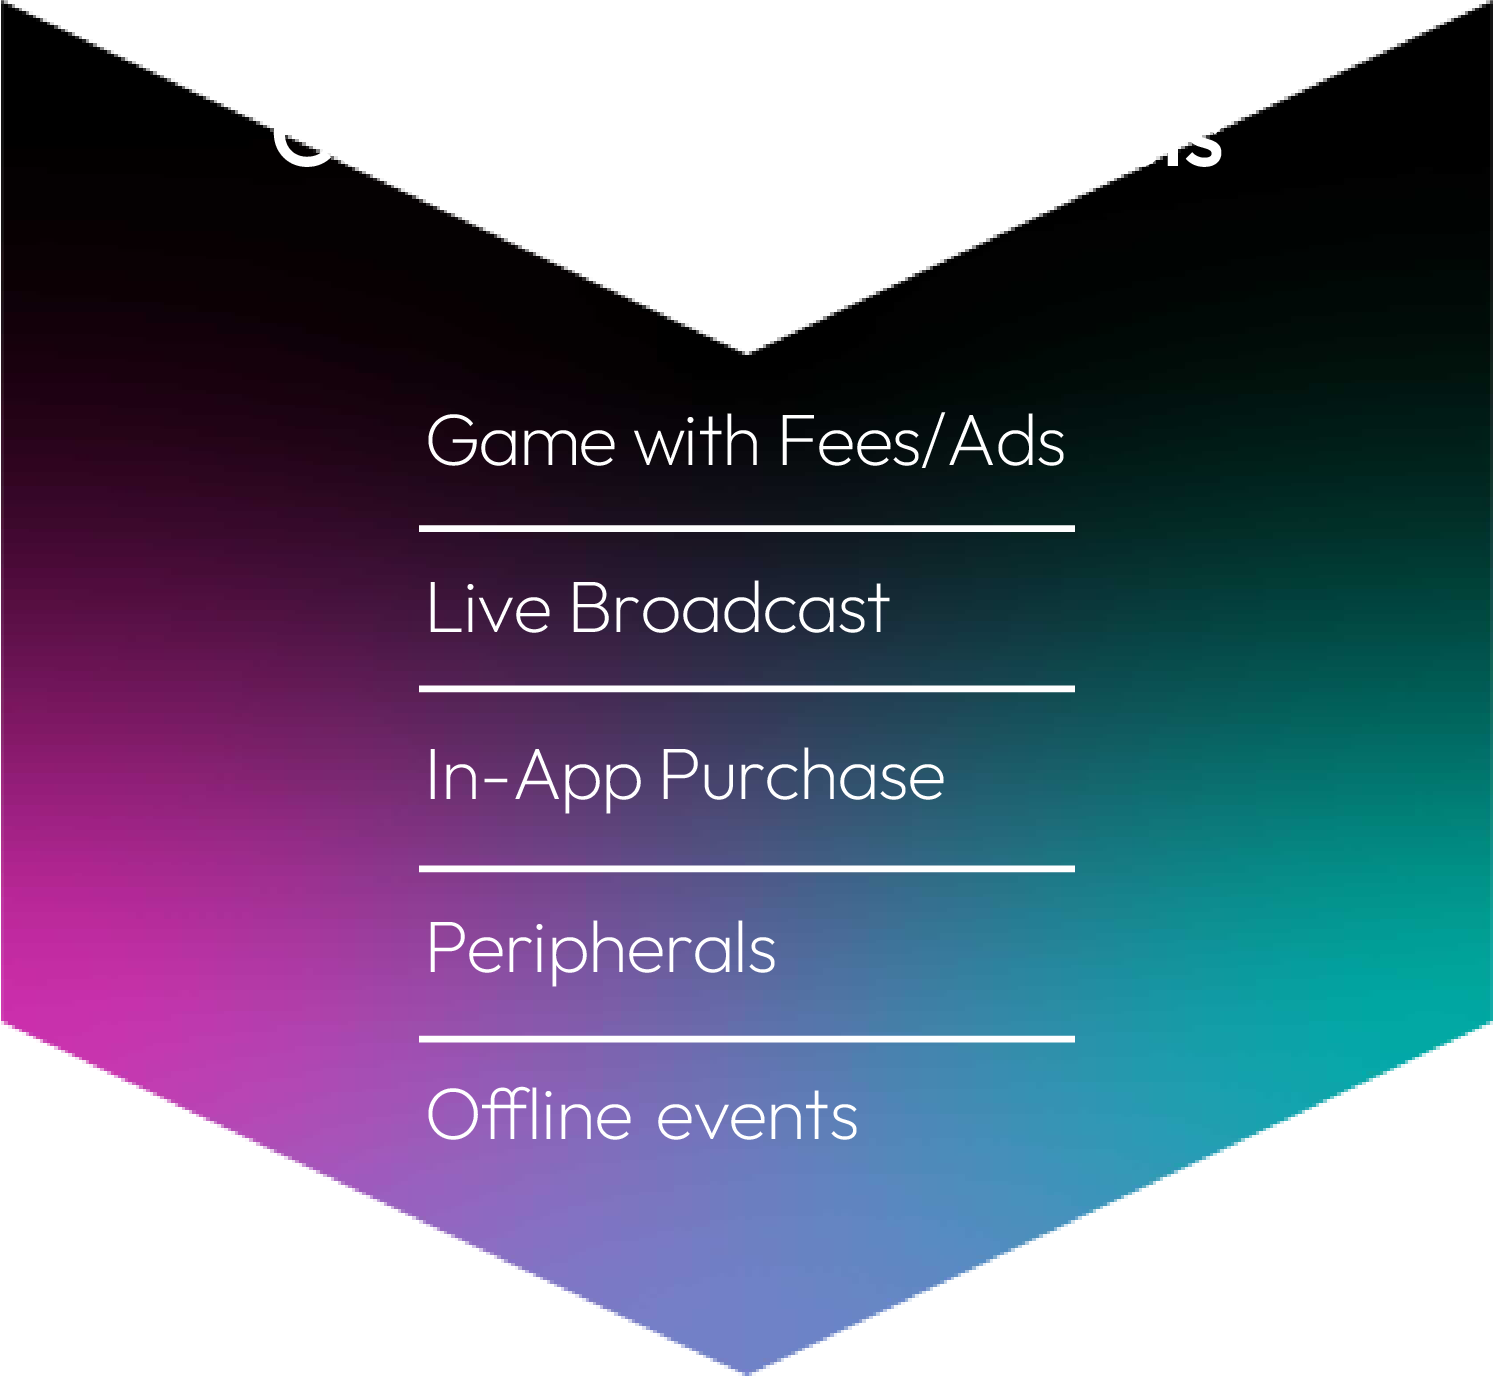 Game with Fees/Ads
Live Broadcast
In-App Purchase
Peripherals
Offline events